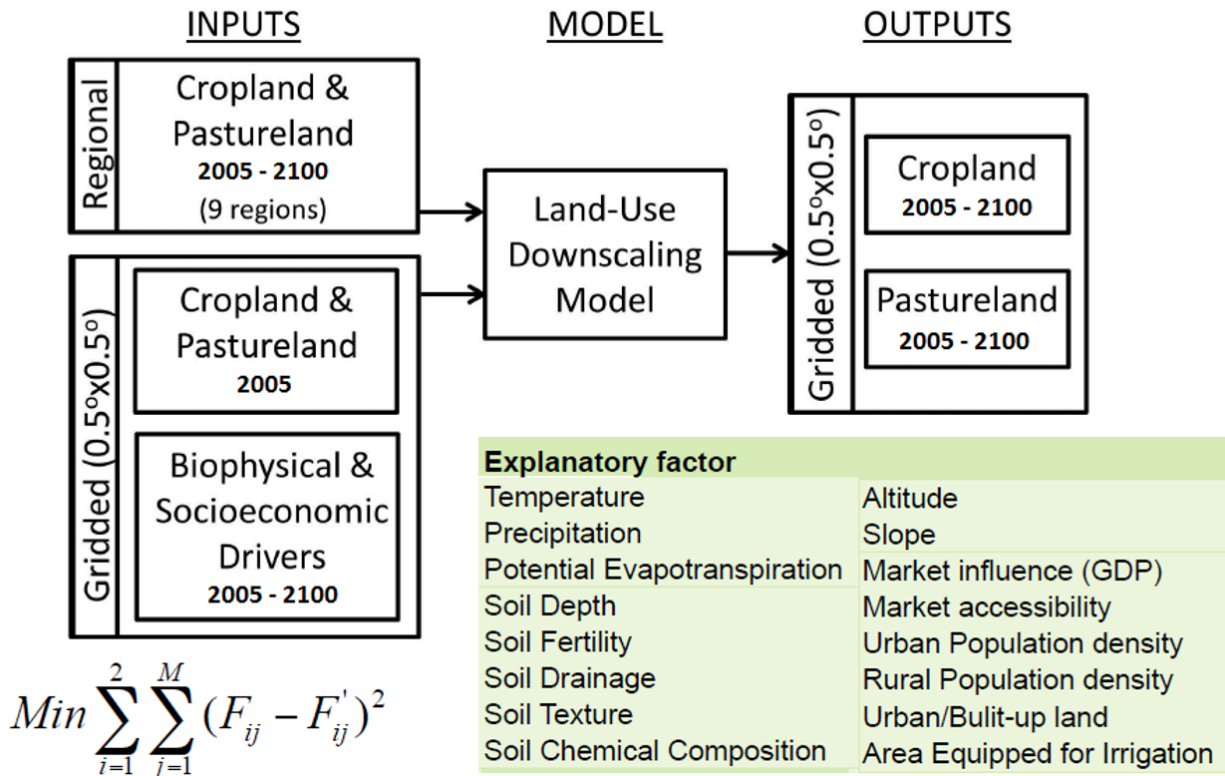 INPUTS
MODEL
OUTPUTS
Regional
Cropland &
Pastureland
2005 - 2100
(9 regions)
Gridded (0.5°x0.5°)
Cropland &
Pastureland
2005
Biophysical &
Socioeconomic
Drivers
2005 - 2100
Land-Use
Downscaling
Model
Gridded (0.5°x0.5°)
Cropland
2005 - 2100
Pastureland
2005 - 2100
Min ∑_{i=1}^{2} ∑_{j=1}^{M} (F_{ij} − F'_{ij})^2
Explanatory factor
Temperature
Altitude
Precipitation
Slope
Potential Evapotranspiration
Market influence (GDP)
Soil Depth
Market accessibility
Soil Fertility
Urban Population density
Soil Drainage
Rural Population density
Soil Texture
Urban/Bulit-up land
Soil Chemical Composition
Area Equipped for Irrigation